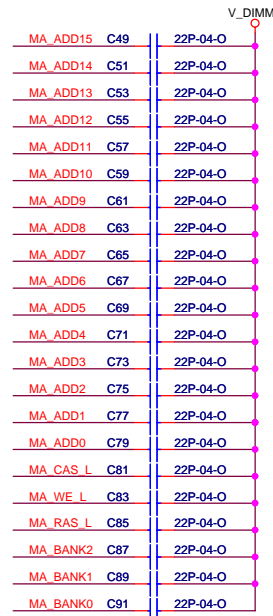 V_DIMM
MA_ADD15 C49 22P-04-O
MA_ADD14 C51 22P-04-O
MA_ADD13 C53 22P-04-O
MA_ADD12 C55 22P-04-O
MA_ADD11 C57 22P-04-O
MA_ADD10 C59 22P-04-O
MA_ADD9 C61 22P-04-O
MA_ADD8 C63 22P-04-O
MA_ADD7 C65 22P-04-O
MA_ADD6 C67 22P-04-O
MA_ADD5 C69 22P-04-O
MA_ADD4 C71 22P-04-O
MA_ADD3 C73 22P-04-O
MA_ADD2 C75 22P-04-O
MA_ADD1 C77 22P-04-O
MA_ADD0 C79 22P-04-O
MA_CAS_L C81 22P-04-O
MA_WE_L C83 22P-04-O
MA_RAS_L C85 22P-04-O
MA_BANK2 C87 22P-04-O
MA_BANK1 C89 22P-04-O
MA_BANK0 C91 22P-04-O